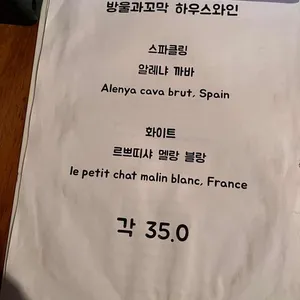 방울과꼬막 하우스와인
스파클링
알레냐 까바
Alenya cava brut, Spain
화이트
르쁘띠샤 멜랑 블랑
le petit chat malin blanc, France
각 35.0